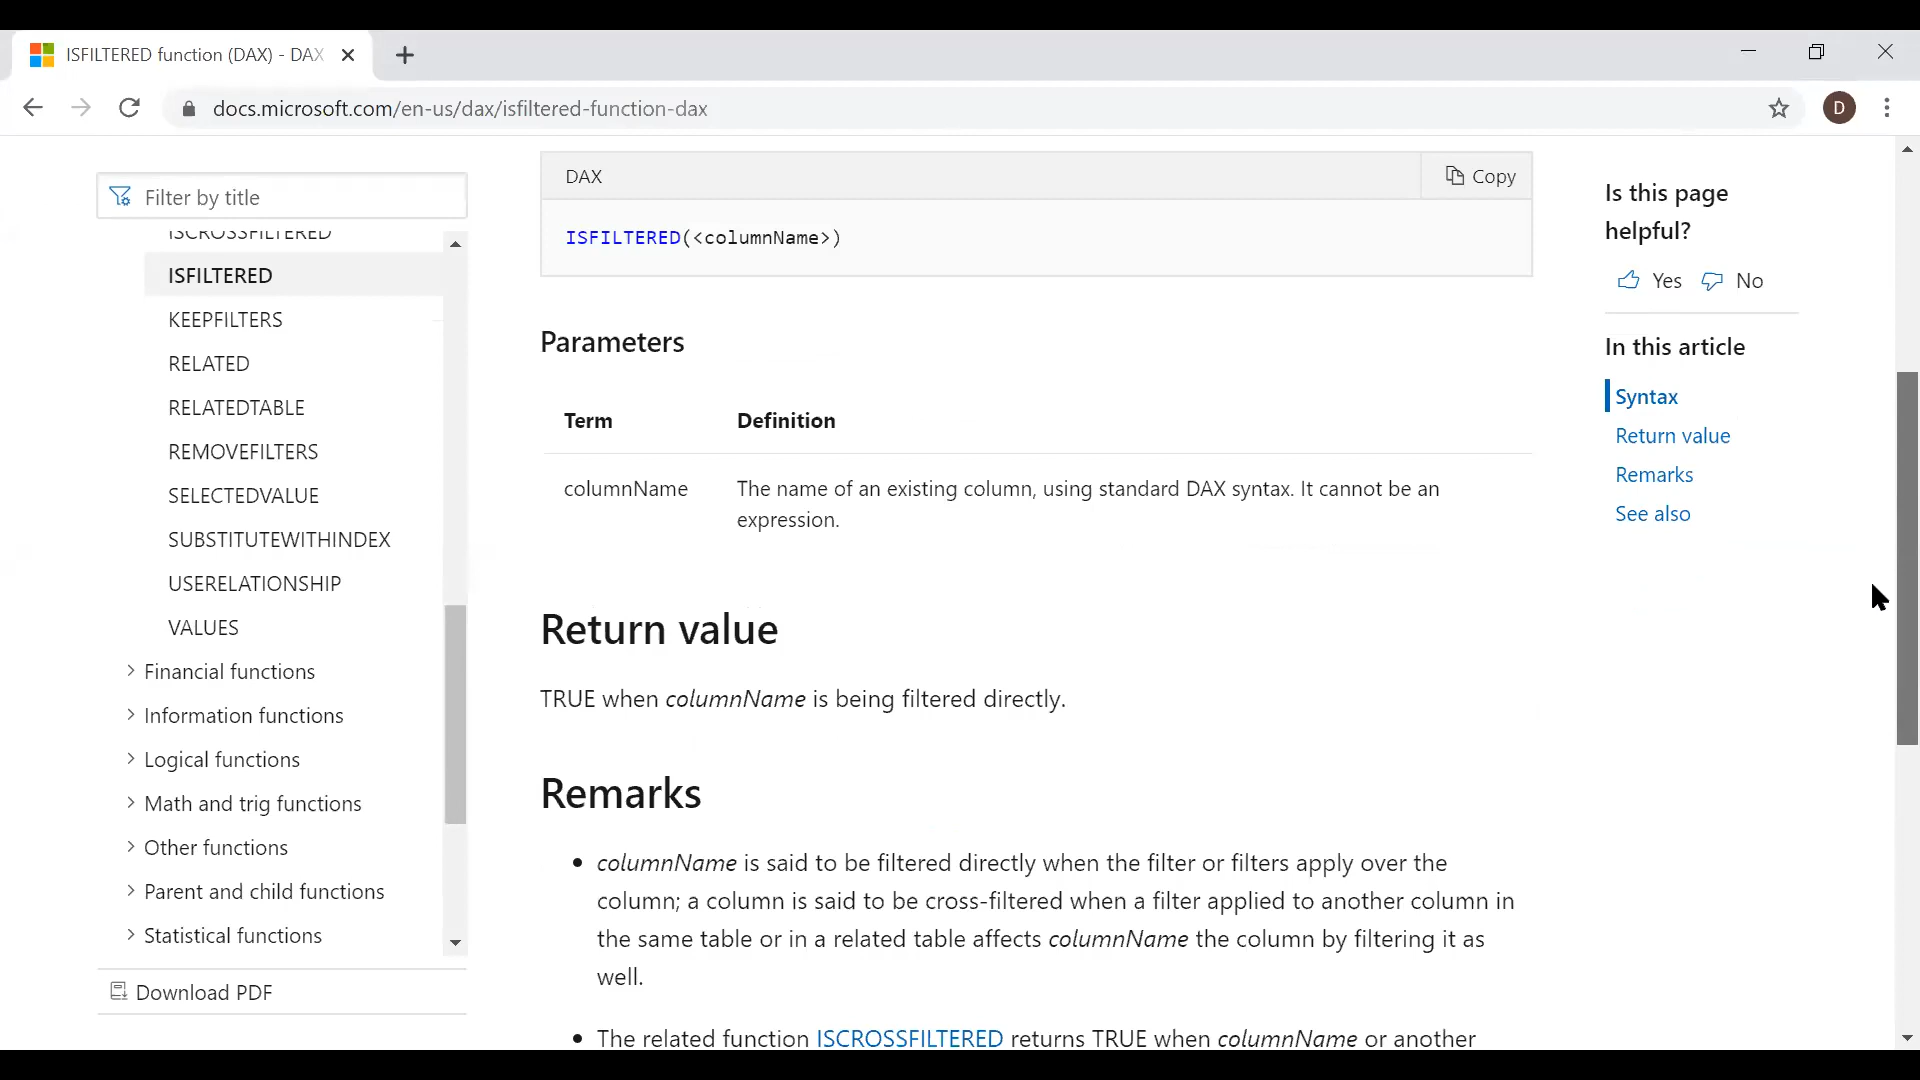 ISFILTERED function (DAX) - DAX
docs.microsoft.com/en-us/dax/isfiltered-function-dax
D
Filter by title
ISCROSSFILTERED
ISFILTERED
KEEPFILTERS
RELATED
RELATEDTABLE
REMOVEFILTERS
SELECTEDVALUE
SUBSTITUTEWITHINDEX
USERELATIONSHIP
VALUES
Financial functions
Information functions
Logical functions
Math and trig functions
Other functions
Parent and child functions
Statistical functions
Download PDF
DAX
Copy
ISFILTERED(<columnName>)
Parameters
Term Definition
columnName The name of an existing column, using standard DAX syntax. It cannot be an
expression.
Return value
TRUE when columnName is being filtered directly.
Remarks
• columnName is said to be filtered directly when the filter or filters apply over the
column; a column is said to be cross-filtered when a filter applied to another column in
the same table or in a related table affects columnName the column by filtering it as
well.
• The related function ISCROSSFILTERED returns TRUE when columnName or another
Is this page
helpful?
Yes No
In this article
Syntax
Return value
Remarks
See also